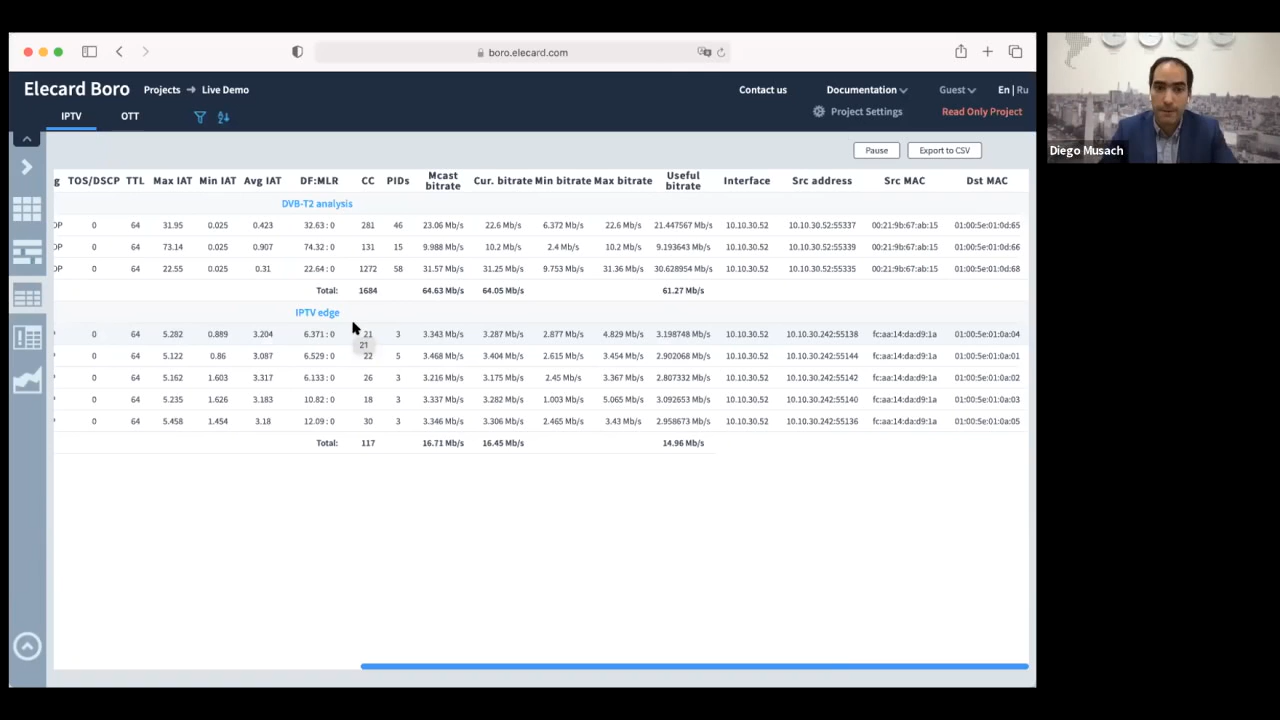 boro.elecard.com
Elecard Boro Projects → Live Demo Contact us Documentation Guest En | Ru
IPTV OTT Project Settings Read Only Project
Pause Export to CSV
g TOS/DSCP TTL Max IAT Min IAT Avg IAT DF:MLR CC PIDs Mcast bitrate Cur. bitrate Min bitrate Max bitrate Useful bitrate Interface Src address Src MAC Dst MAC
DVB-T2 analysis
DP 0 64 31.95 0.025 0.423 32.63 : 0 281 46 23.06 Mb/s 22.6 Mb/s 6.372 Mb/s 22.6 Mb/s 21.447567 Mb/s 10.10.30.52 10.10.30.52:55337 00:21:9b:67:ab:15 01:00:5e:01:0d:65
DP 0 64 73.14 0.025 0.907 74.32 : 0 131 15 9.988 Mb/s 10.2 Mb/s 2.4 Mb/s 10.2 Mb/s 9.193643 Mb/s 10.10.30.52 10.10.30.52:55339 00:21:9b:67:ab:15 01:00:5e:01:0d:66
DP 0 64 22.55 0.025 0.31 22.64 : 0 1272 58 31.57 Mb/s 31.25 Mb/s 9.753 Mb/s 31.36 Mb/s 30.628954 Mb/s 10.10.30.52 10.10.30.52:55335 00:21:9b:67:ab:15 01:00:5e:01:0d:68
Total: 1684 64.63 Mb/s 64.05 Mb/s 61.27 Mb/s
IPTV edge
0 64 5.282 0.889 3.204 6.371 : 0 21 3 3.343 Mb/s 3.287 Mb/s 2.877 Mb/s 4.829 Mb/s 3.198748 Mb/s 10.10.30.52 10.10.30.242:55138 fc:aa:14:da:d9:1a 01:00:5e:01:0a:04
21
0 64 5.122 0.86 3.087 6.529 : 0 22 5 3.468 Mb/s 3.404 Mb/s 2.615 Mb/s 3.454 Mb/s 2.902068 Mb/s 10.10.30.52 10.10.30.242:55144 fc:aa:14:da:d9:1a 01:00:5e:01:0a:01
0 64 5.162 1.603 3.317 6.133 : 0 26 3 3.216 Mb/s 3.175 Mb/s 2.45 Mb/s 3.367 Mb/s 2.807332 Mb/s 10.10.30.52 10.10.30.242:55142 fc:aa:14:da:d9:1a 01:00:5e:01:0a:02
0 64 5.235 1.626 3.183 10.82 : 0 18 3 3.337 Mb/s 3.282 Mb/s 1.003 Mb/s 5.065 Mb/s 3.092653 Mb/s 10.10.30.52 10.10.30.242:55140 fc:aa:14:da:d9:1a 01:00:5e:01:0a:03
0 64 5.458 1.454 3.18 12.09 : 0 30 3 3.346 Mb/s 3.306 Mb/s 2.465 Mb/s 3.43 Mb/s 2.958673 Mb/s 10.10.30.52 10.10.30.242:55136 fc:aa:14:da:d9:1a 01:00:5e:01:0a:05
Total: 117 16.71 Mb/s 16.45 Mb/s 14.96 Mb/s
Diego Musach